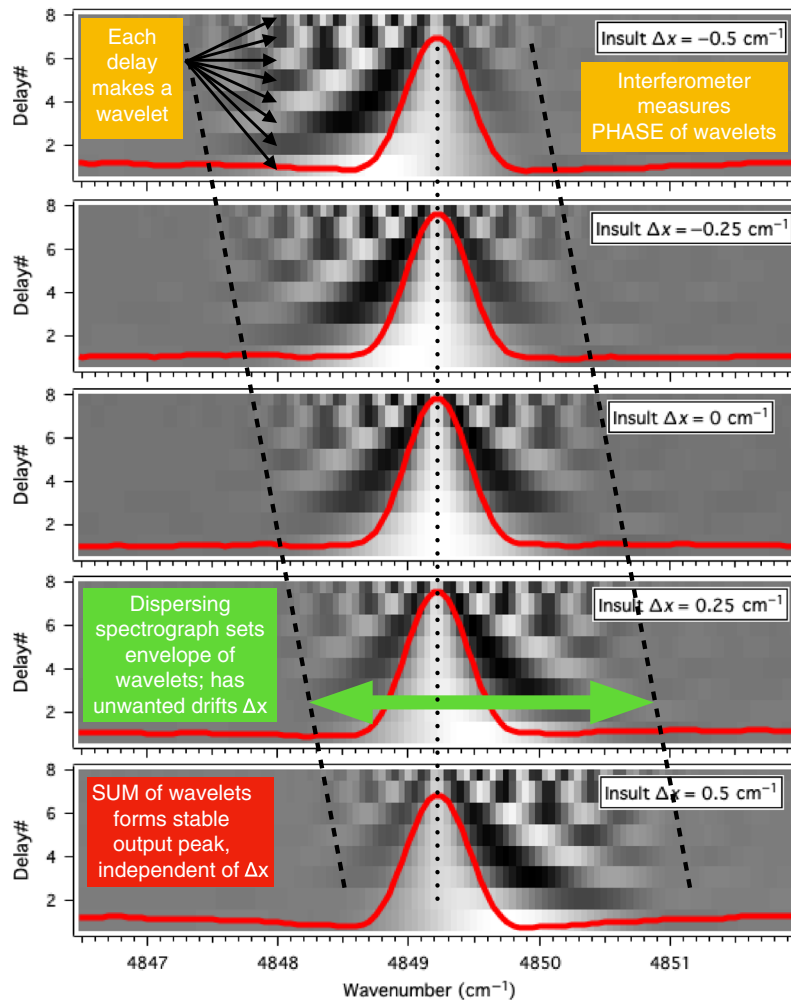 8
6
4
2
Delay#
Each
delay
makes a
wavelet
Insult Δx = −0.5 cm⁻¹
Interferometer
measures
PHASE of wavelets
8
6
4
2
Delay#
Insult Δx = −0.25 cm⁻¹
8
6
4
2
Delay#
Insult Δx = 0 cm⁻¹
8
6
4
2
Delay#
Insult Δx = 0.25 cm⁻¹
Dispersing
spectrograph sets
envelope of
wavelets; has
unwanted drifts Δx
8
6
4
2
Delay#
Insult Δx = 0.5 cm⁻¹
SUM of wavelets
forms stable
output peak,
independent of Δx
4847 4848 4849 4850 4851
Wavenumber (cm⁻¹)